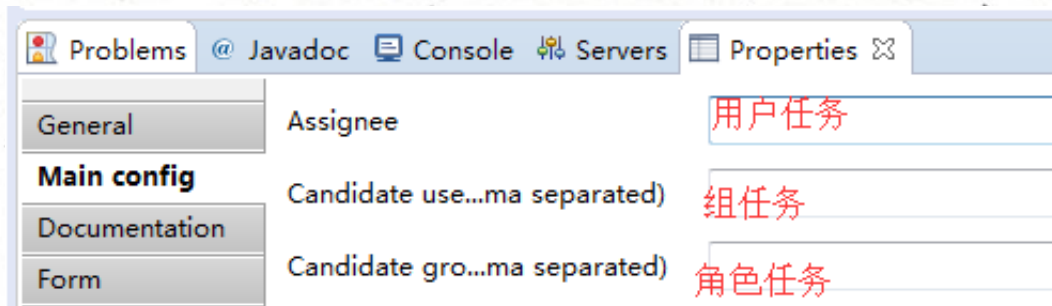 Problems @ Javadoc Console Servers Properties
General
Assignee
用户任务
Main config
Candidate use...ma separated)
组任务
Documentation
Candidate gro...ma separated)
角色任务
Form